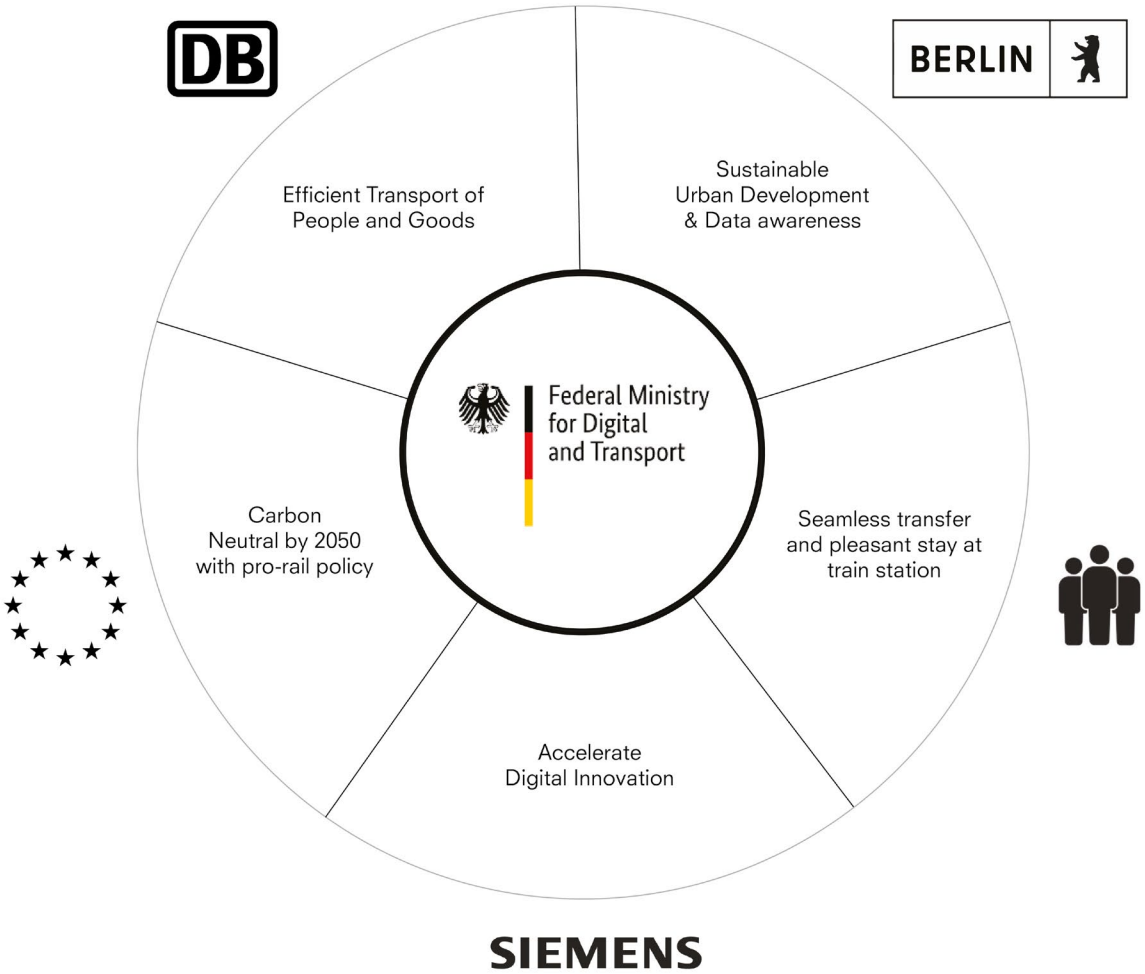 DB
BERLIN
Efficient Transport of
People and Goods
Sustainable
Urban Development
& Data awareness
Federal Ministry
for Digital
and Transport
Carbon
Neutral by 2050
with pro-rail policy
Seamless transfer
and pleasant stay at
train station
Accelerate
Digital Innovation
SIEMENS